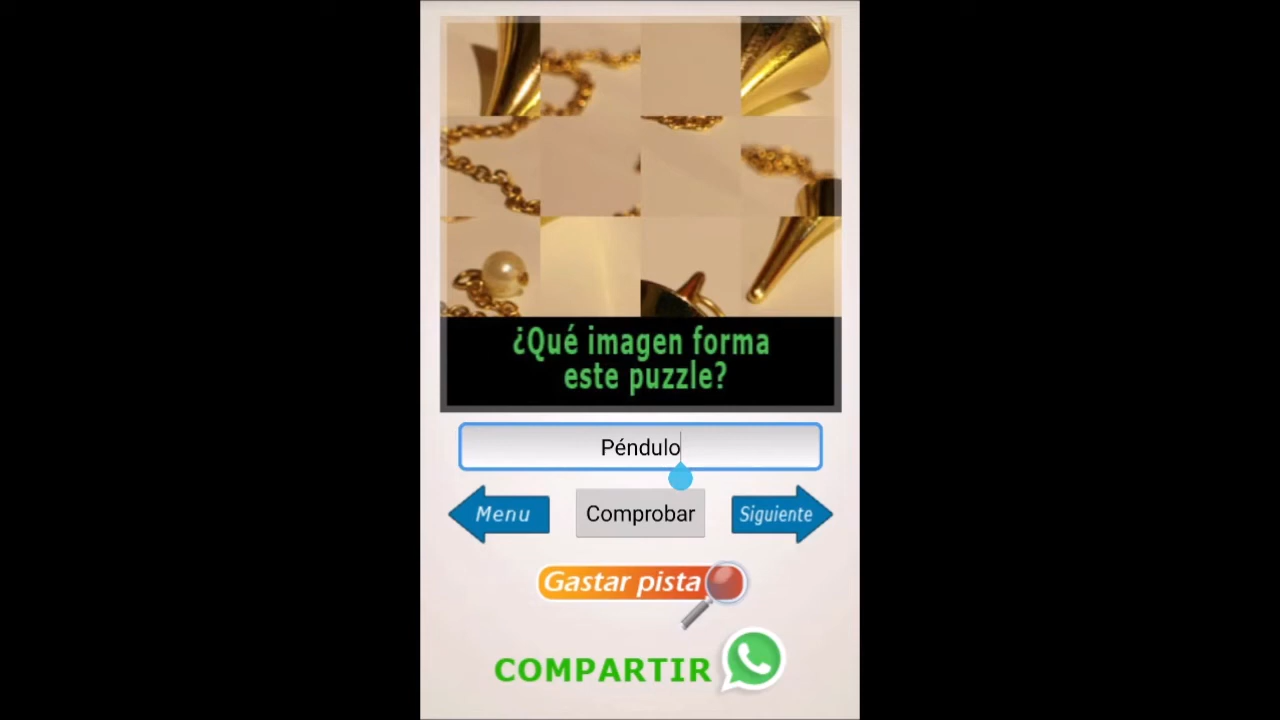 ¿Qué imagen forma
este puzzle?
Péndulo
Menu
Comprobar
Siguiente
Gastar pista
COMPARTIR